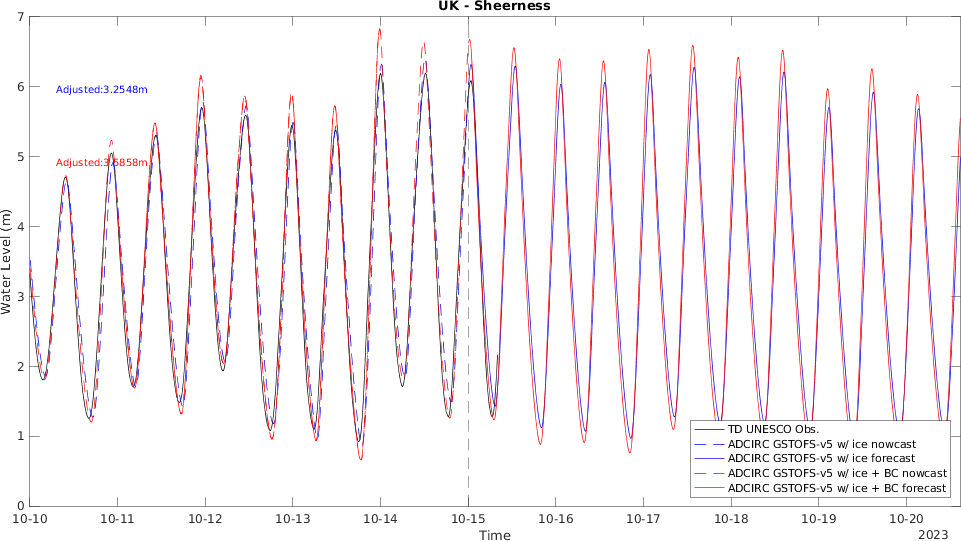 UK - Sheerness
7
6
5
4
3
2
1
0
Water Level (m)
Adjusted:3.2548m
Adjusted:3.5858m
TD UNESCO Obs.
ADCIRC GSTOFS-v5 w/ ice nowcast
ADCIRC GSTOFS-v5 w/ ice forecast
ADCIRC GSTOFS-v5 w/ ice + BC nowcast
ADCIRC GSTOFS-v5 w/ ice + BC forecast
10-10 10-11 10-12 10-13 10-14 10-15 10-16 10-17 10-18 10-19 10-20
Time
2023